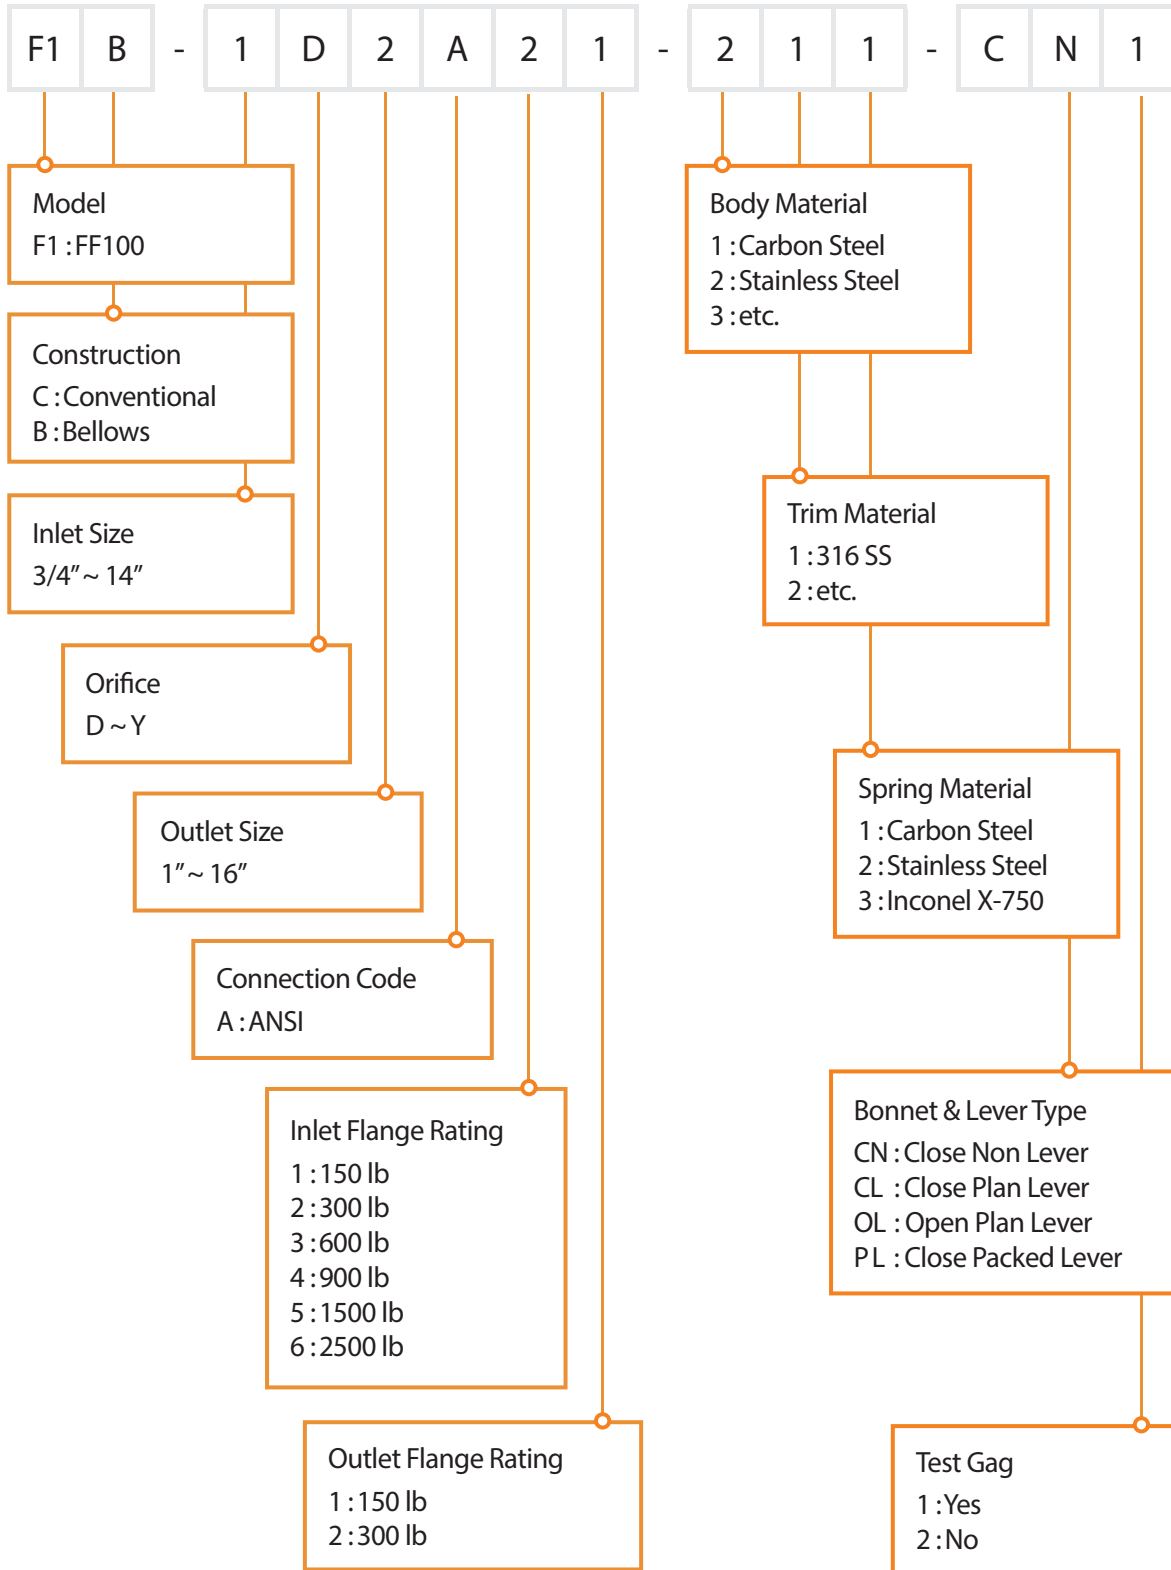 F1 B - 1 D 2 A 2 1 - 2 1 1 - C N 1
Model
F1 : FF100
Construction
C : Conventional
B : Bellows
Inlet Size
3/4" ~ 14"
Orifice
D ~ Y
Outlet Size
1" ~ 16"
Connection Code
A : ANSI
Inlet Flange Rating
1 : 150 lb
2 : 300 lb
3 : 600 lb
4 : 900 lb
5 : 1500 lb
6 : 2500 lb
Outlet Flange Rating
1 : 150 lb
2 : 300 lb
Body Material
1 : Carbon Steel
2 : Stainless Steel
3 : etc.
Trim Material
1 : 316 SS
2 : etc.
Spring Material
1 : Carbon Steel
2 : Stainless Steel
3 : Inconel X-750
Bonnet & Lever Type
CN : Close Non Lever
CL : Close Plan Lever
OL : Open Plan Lever
PL : Close Packed Lever
Test Gag
1 : Yes
2 : No